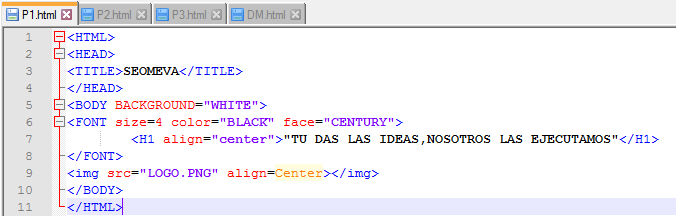 P1.html P2.html P3.html DM.html
1 <HTML>
2 <HEAD>
3 <TITLE>SEOMEVA</TITLE>
4 </HEAD>
5 <BODY BACKGROUND="WHITE">
6 <FONT size=4 color="BLACK" face="CENTURY">
7 <H1 align="center">"TU DAS LAS IDEAS,NOSOTROS LAS EJECUTAMOS"</H1>
8 </FONT>
9 <img src="LOGO.PNG" align=Center></img>
10 </BODY>
11 </HTML>